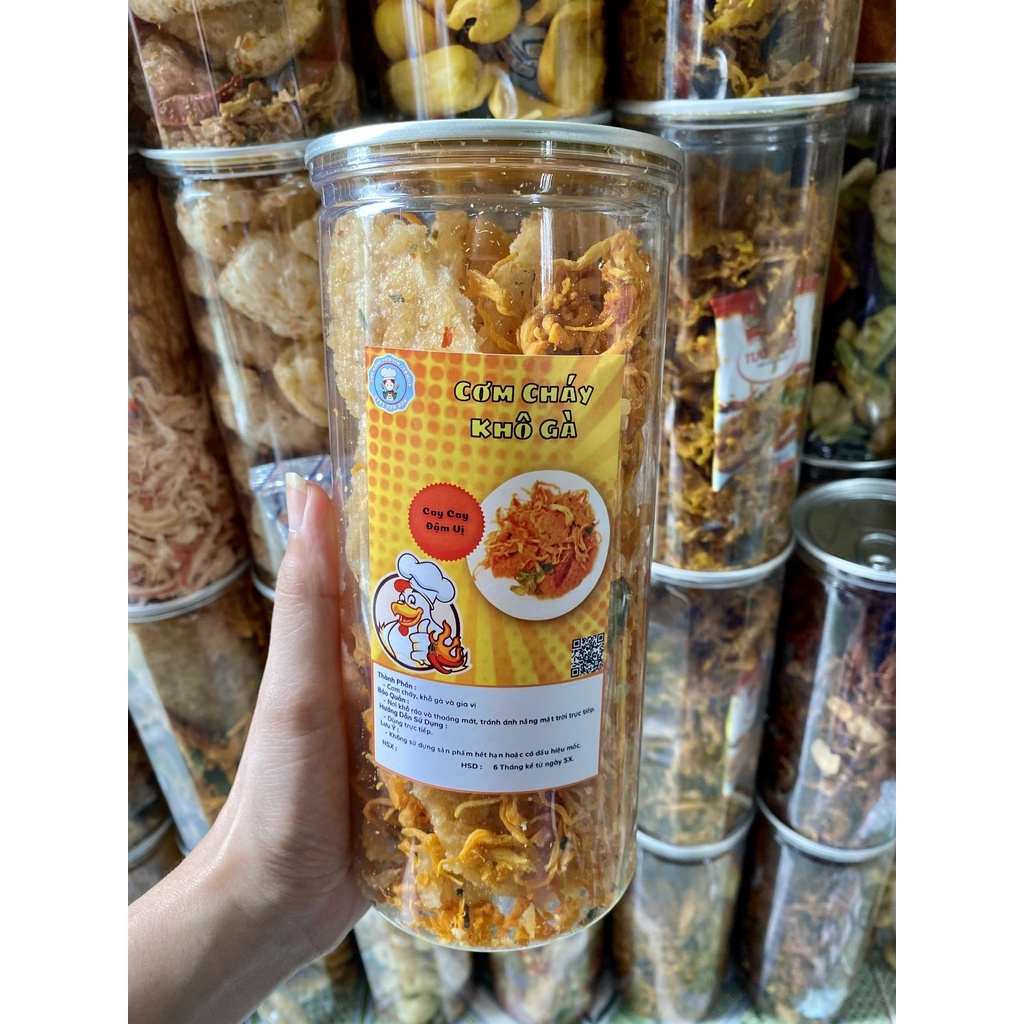 Cơm Cháy
Khô Gà
Cay Cay
Đậm Vị
Thành Phần :
- Cơm cháy, khô gà và gia vị
Bảo Quản :
- Nơi khô ráo và thoáng mát, tránh ánh nắng mặt trời trực tiếp.
Hướng Dẫn Sử Dụng :
- Dùng trực tiếp.
Lưu Ý :
- Không sử dụng sản phẩm hết hạn hoặc có dấu hiệu mốc.
NSX :
HSD : 6 Tháng kể từ ngày SX.